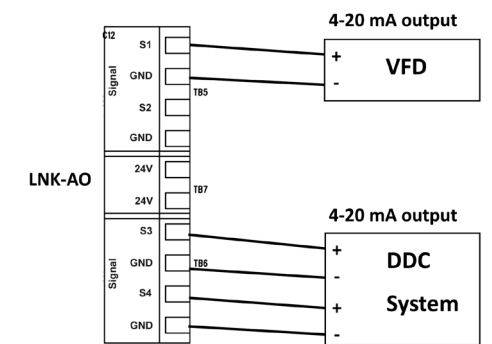 4-20 mA output
C12
S1
+
VFD
GND
-
Signal
TB5
S2
GND
LNK-AO
24V
TB7
24V
4-20 mA output
S3
+
DDC
GND
TB6
-
Signal
S4
+
System
GND
-